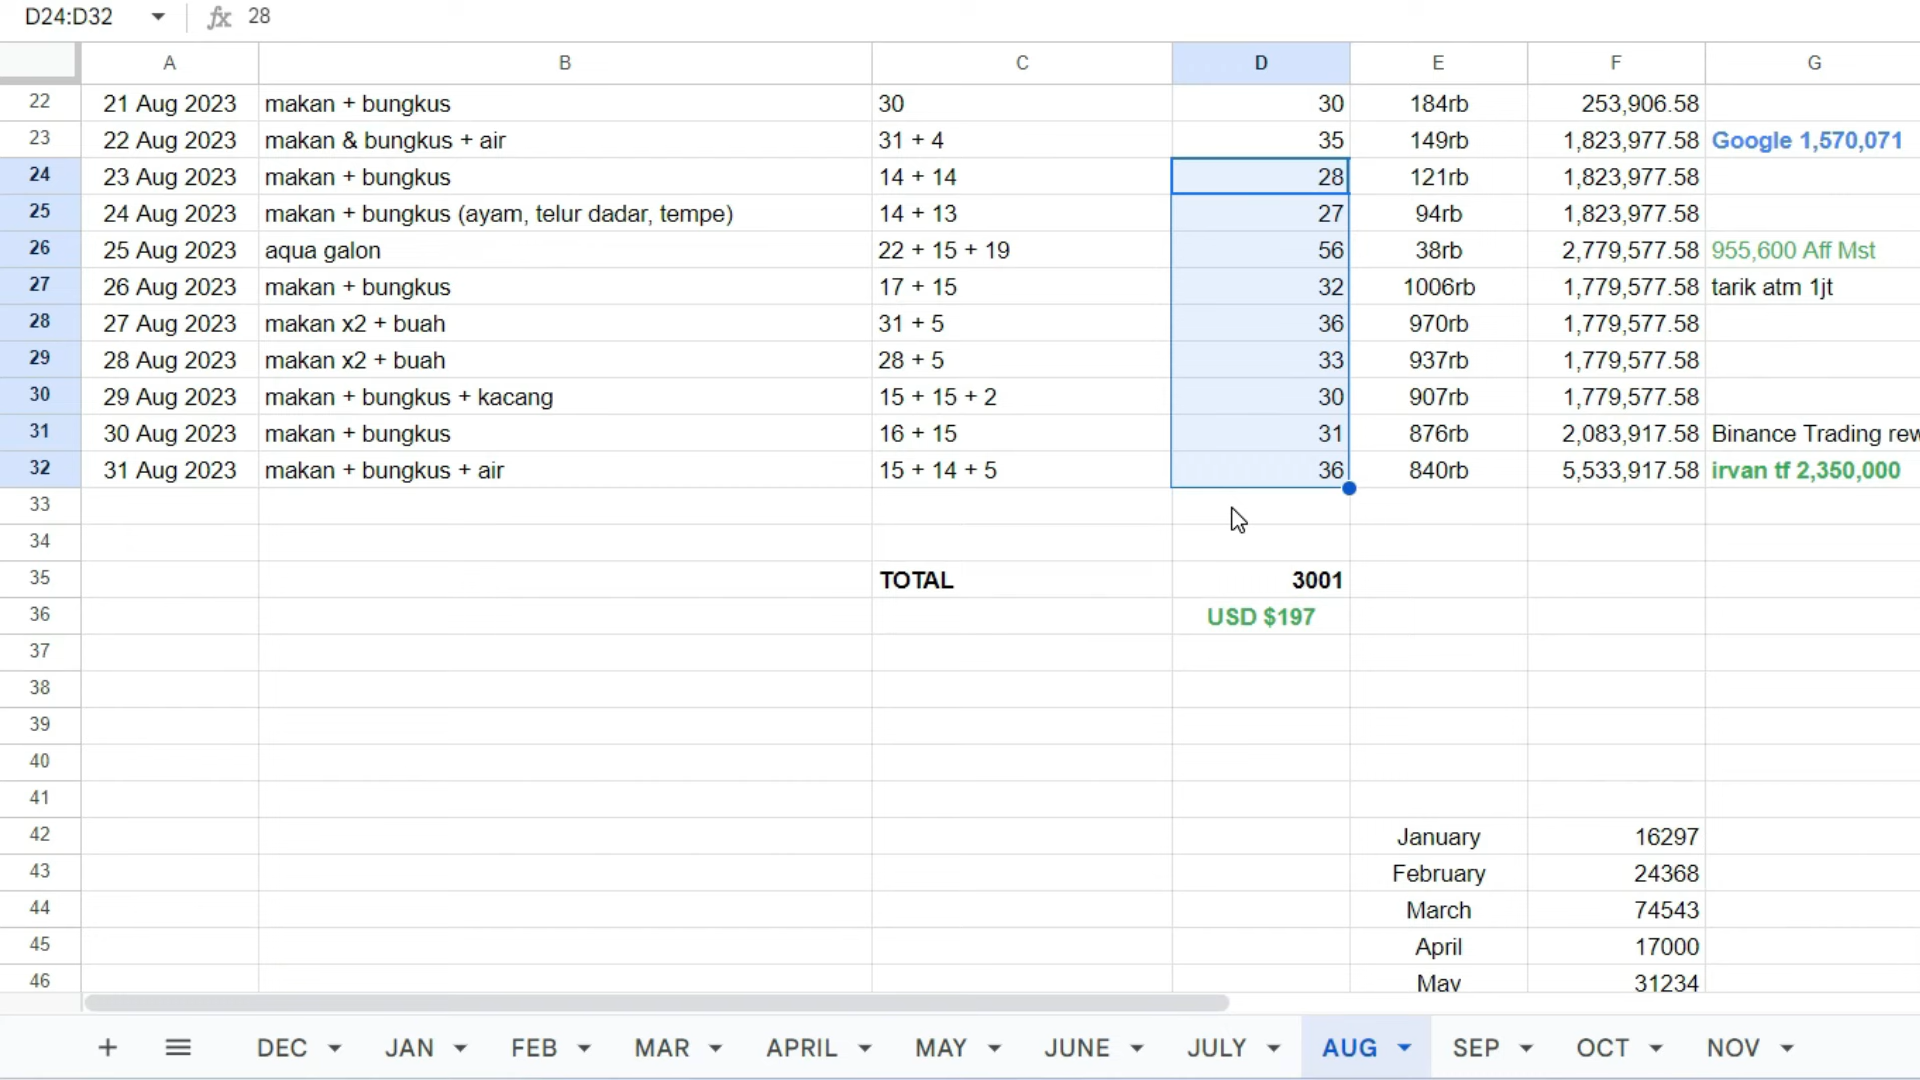 D24:D32 fx 28
A B C D E F G
22 21 Aug 2023 makan + bungkus 30 30 184rb 253,906.58
23 22 Aug 2023 makan & bungkus + air 31 + 4 35 149rb 1,823,977.58 Google 1,570,071
24 23 Aug 2023 makan + bungkus 14 + 14 28 121rb 1,823,977.58
25 24 Aug 2023 makan + bungkus (ayam, telur dadar, tempe) 14 + 13 27 94rb 1,823,977.58
26 25 Aug 2023 aqua galon 22 + 15 + 19 56 38rb 2,779,577.58 955,600 Aff Mst
27 26 Aug 2023 makan + bungkus 17 + 15 32 1006rb 1,779,577.58 tarik atm 1jt
28 27 Aug 2023 makan x2 + buah 31 + 5 36 970rb 1,779,577.58
29 28 Aug 2023 makan x2 + buah 28 + 5 33 937rb 1,779,577.58
30 29 Aug 2023 makan + bungkus + kacang 15 + 15 + 2 30 907rb 1,779,577.58
31 30 Aug 2023 makan + bungkus 16 + 15 31 876rb 2,083,917.58 Binance Trading rew
32 31 Aug 2023 makan + bungkus + air 15 + 14 + 5 36 840rb 5,533,917.58 irvan tf 2,350,000
33
34
35 TOTAL 3001
36 USD $197
37
38
39
40
41
42 January 16297
43 February 24368
44 March 74543
45 April 17000
46 May 31234
+ DEC JAN FEB MAR APRIL MAY JUNE JULY AUG SEP OCT NOV